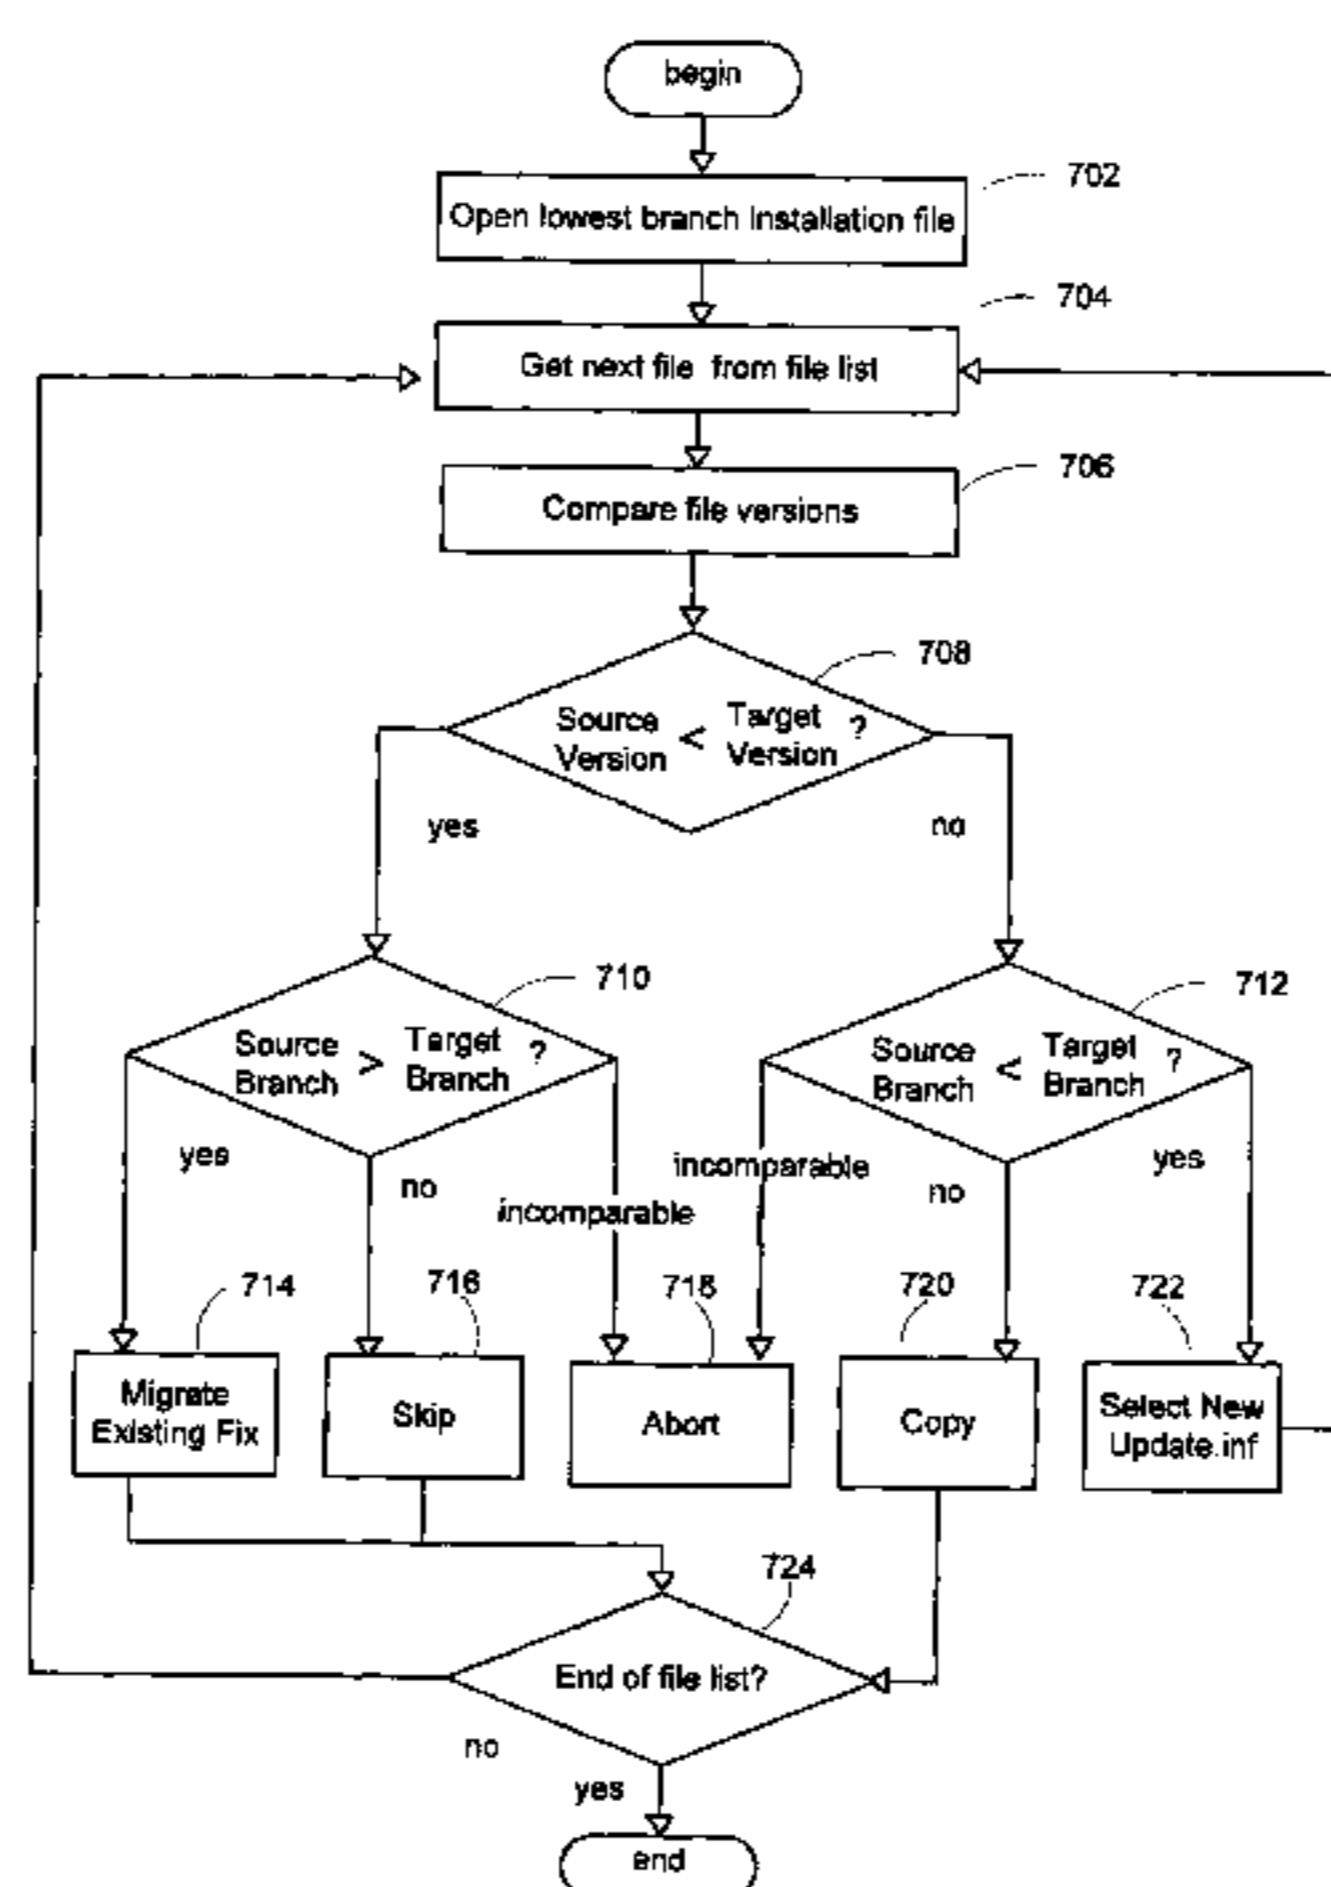 begin
702
Open lowest branch Installation file
704
Get next file from file list
706
Compare file versions
708
Source
Version
<
Target
Version
?
yes
no
710
Source
Branch
>
Target
Branch
?
712
Source
Branch
<
Target
Branch
?
yes
no
incomparable
incomparable
no
yes
714
716
718
720
722
Migrate
Existing Fix
Skip
Abort
Copy
Select New
Update.inf
724
End of file list?
no
yes
end